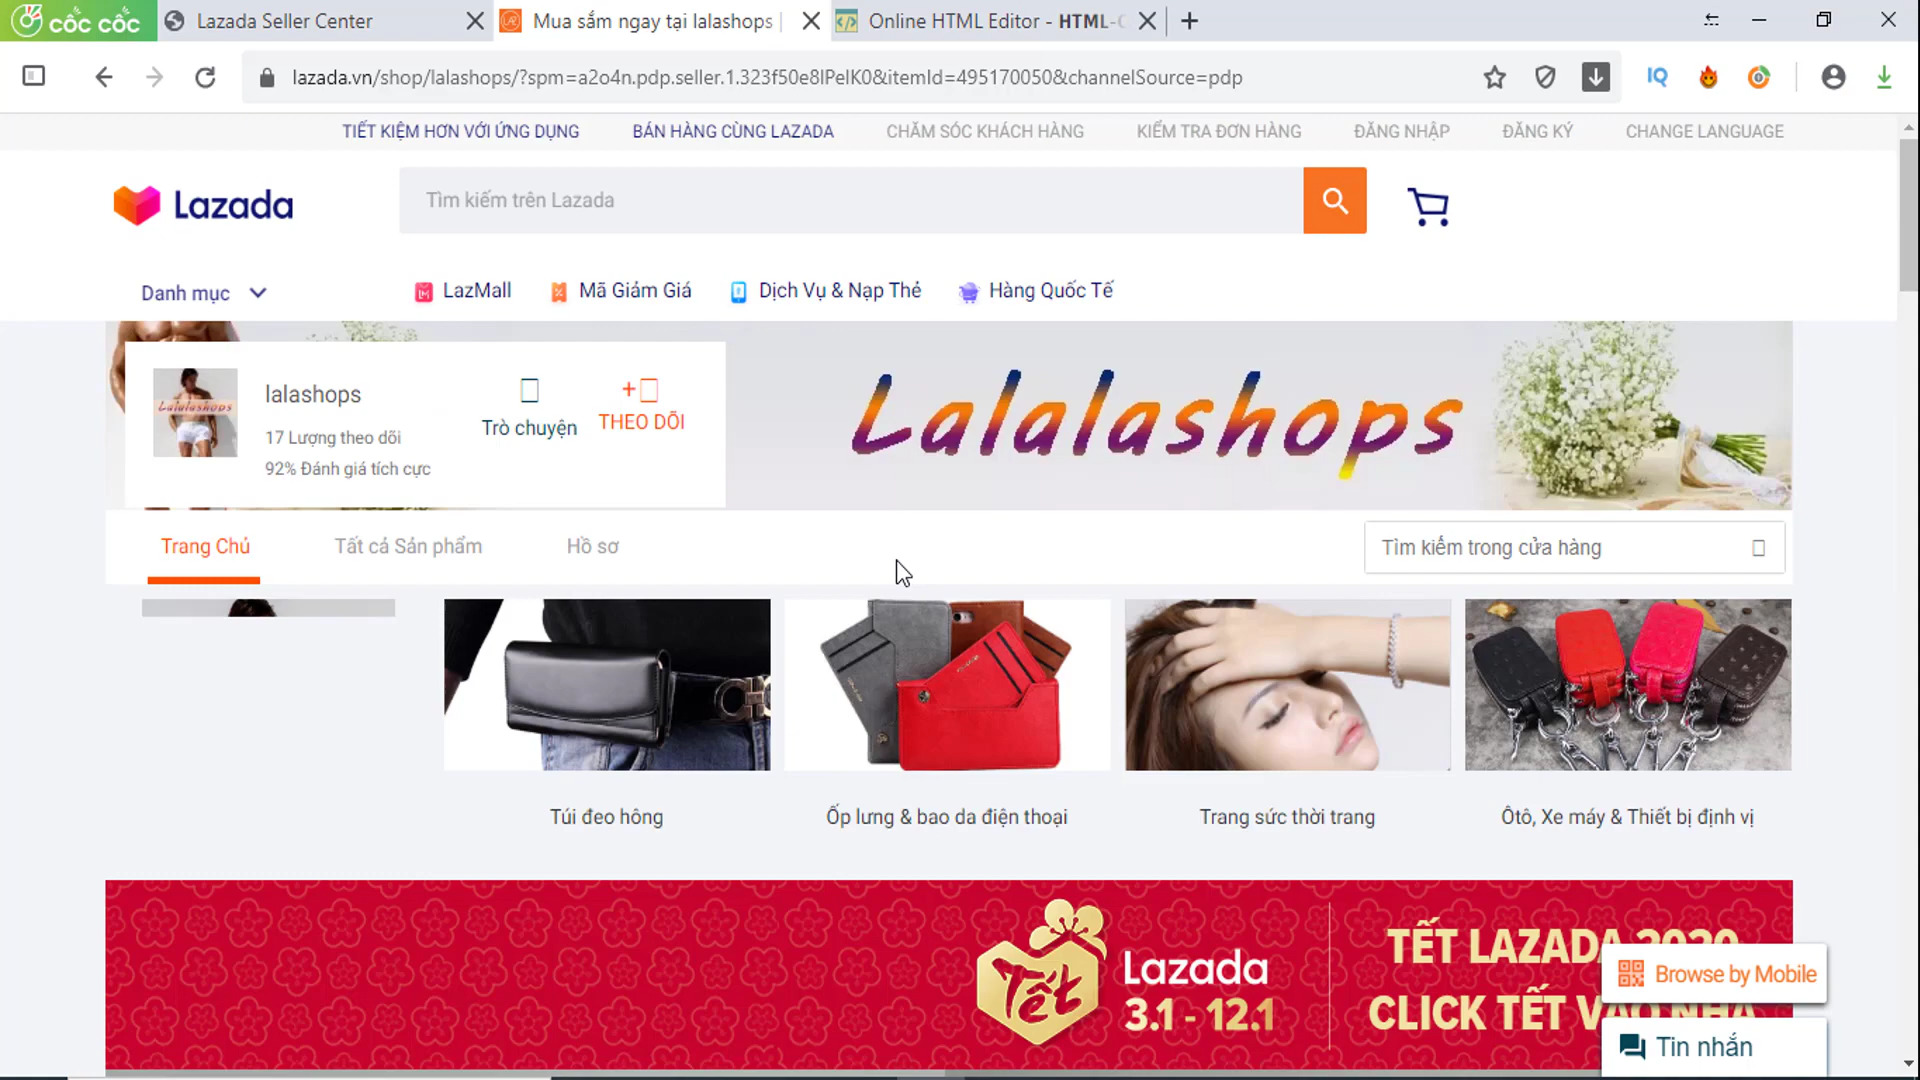 cốc cốc
Lazada Seller Center
Mua sắm ngay tại lalashops
Online HTML Editor - HTML-C
lazada.vn/shop/lalashops/?spm=a2o4n.pdp.seller.1.323f50e8IPelK0&itemId=495170050&channelSource=pdp
IQ
TIẾT KIỆM HƠN VỚI ỨNG DỤNG
BÁN HÀNG CÙNG LAZADA
CHĂM SÓC KHÁCH HÀNG
KIỂM TRA ĐƠN HÀNG
ĐĂNG NHẬP
ĐĂNG KÝ
CHANGE LANGUAGE
Lazada
Tìm kiếm trên Lazada
Danh mục
LazMall
Mã Giảm Giá
Dịch Vụ & Nạp Thẻ
Hàng Quốc Tế
Lalalashops
lalashops
17 Lượng theo dõi
92% Đánh giá tích cực
Trò chuyện
+
THEO DÕI
Lalalashops
Trang Chủ
Tất cả Sản phẩm
Hồ sơ
Tìm kiếm trong cửa hàng
Túi đeo hông
Ốp lưng & bao da điện thoại
Trang sức thời trang
Ôtô, Xe máy & Thiết bị định vị
Tết
Lazada
3.1 - 12.1
TẾT LAZADA 2020
CLICK TẾT VÀO NHÀ
Browse by Mobile
Tin nhắn